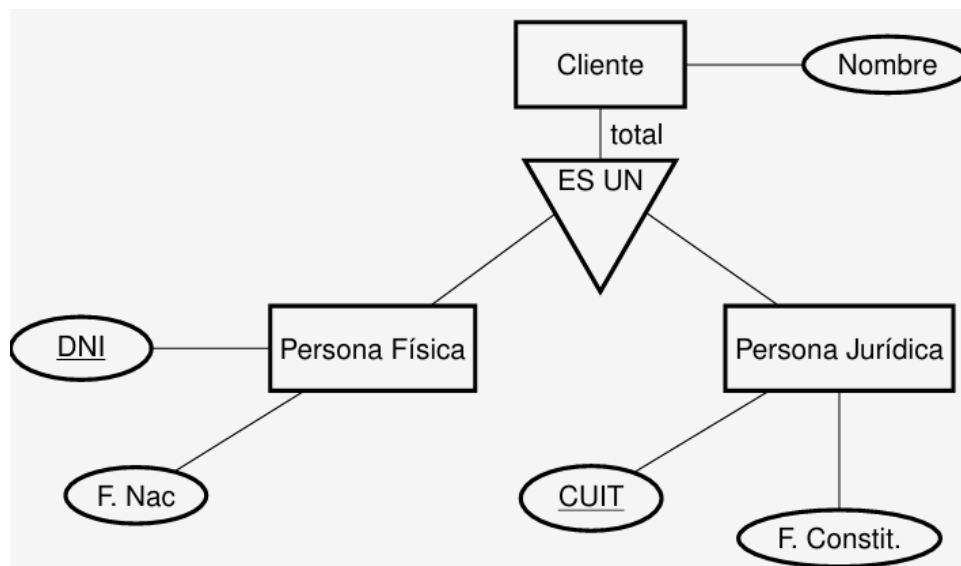 Cliente
Nombre
total
ES UN
DNI
Persona Física
Persona Jurídica
F. Nac
CUIT
F. Constit.